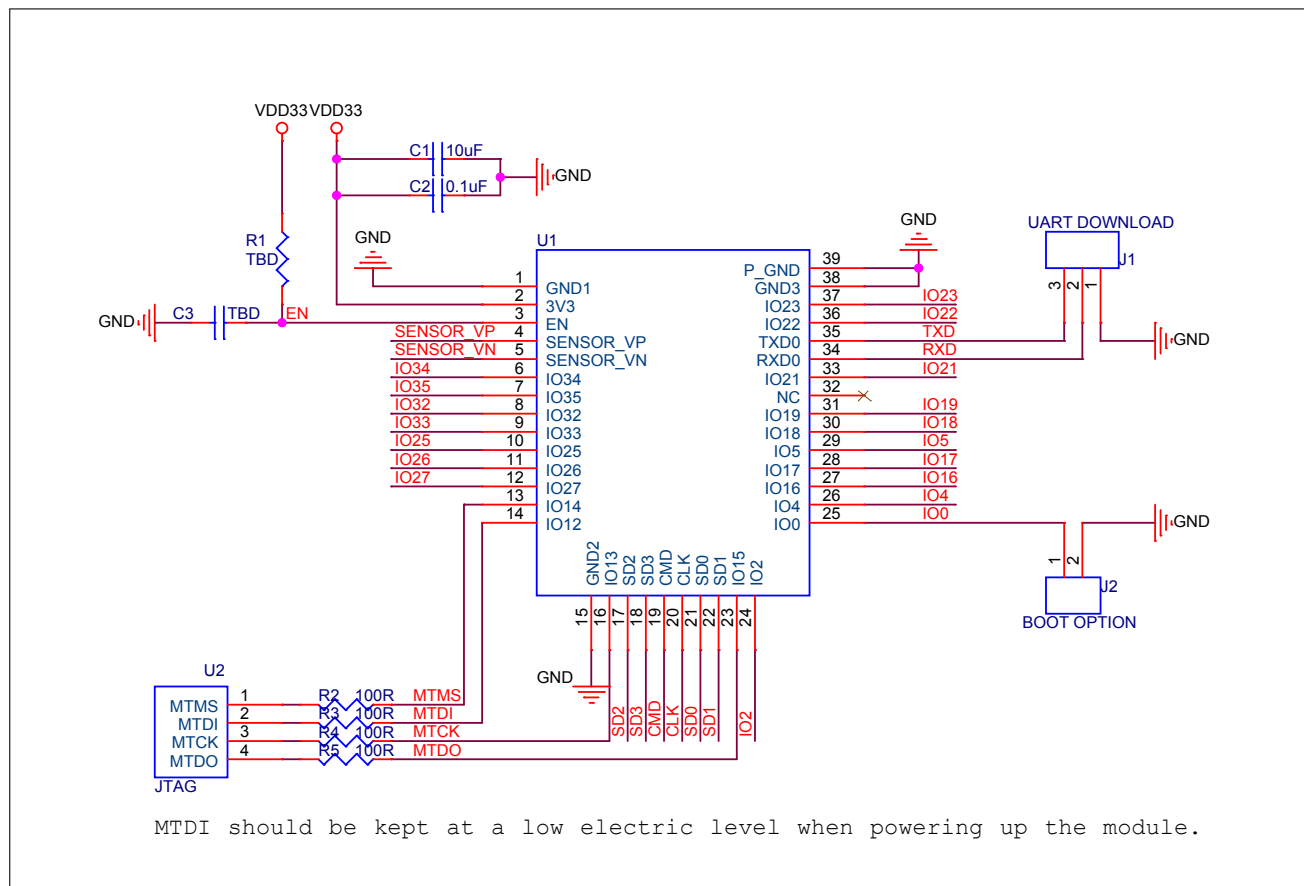 VDD33 VDD33
C1 10uF
C2 0.1uF
GND
R1
TBD
GND
C3 TBD
EN
GND
U1
1 GND1
2 3V3
3 EN
SENSOR_VP 4 SENSOR_VP
SENSOR_VN 5 SENSOR_VN
IO34 6 IO34
IO35 7 IO35
IO32 8 IO32
IO33 9 IO33
IO25 10 IO25
IO26 11 IO26
IO27 12 IO27
13 IO14
14 IO12
GND
P_GND 39
GND3 38
IO23 37 IO23
IO22 36 IO22
TXD0 35 TXD
RXD0 34 RXD
IO21 33 IO21
NC 32
IO19 31 IO19
IO18 30 IO18
IO5 29 IO5
IO17 28 IO17
IO16 27 IO16
IO4 26 IO4
IO0 25 IO0
UART DOWNLOAD
J1
3 2 1
GND
GND
1 2
J2
BOOT OPTION
GND2 IO13 SD2 SD3 CMD CLK SD0 SD1 IO15 IO2
15 16 17 18 19 20 21 22 23 24
GND
SD2 SD3 CMD CLK SD0 SD1 IO2
U2
MTMS 1 R2 100R MTMS
MTDI 2 R3 100R MTDI
MTCK 3 R4 100R MTCK
MTDO 4 R5 100R MTDO
JTAG
MTDI should be kept at a low electric level when powering up the module.